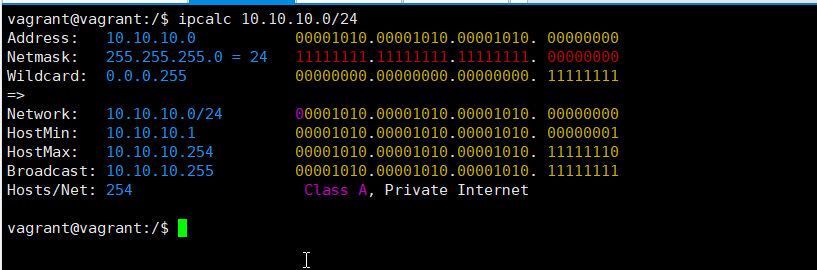 vagrant@vagrant:/$ ipcalc 10.10.10.0/24
Address:   10.10.10.0           00001010.00001010.00001010. 00000000
Netmask:   255.255.255.0 = 24   11111111.11111111.11111111. 00000000
Wildcard:  0.0.0.255            00000000.00000000.00000000. 11111111
=>
Network:   10.10.10.0/24        00001010.00001010.00001010. 00000000
HostMin:   10.10.10.1           00001010.00001010.00001010. 00000001
HostMax:   10.10.10.254         00001010.00001010.00001010. 11111110
Broadcast: 10.10.10.255         00001010.00001010.00001010. 11111111
Hosts/Net: 254                   Class A, Private Internet
vagrant@vagrant:/$